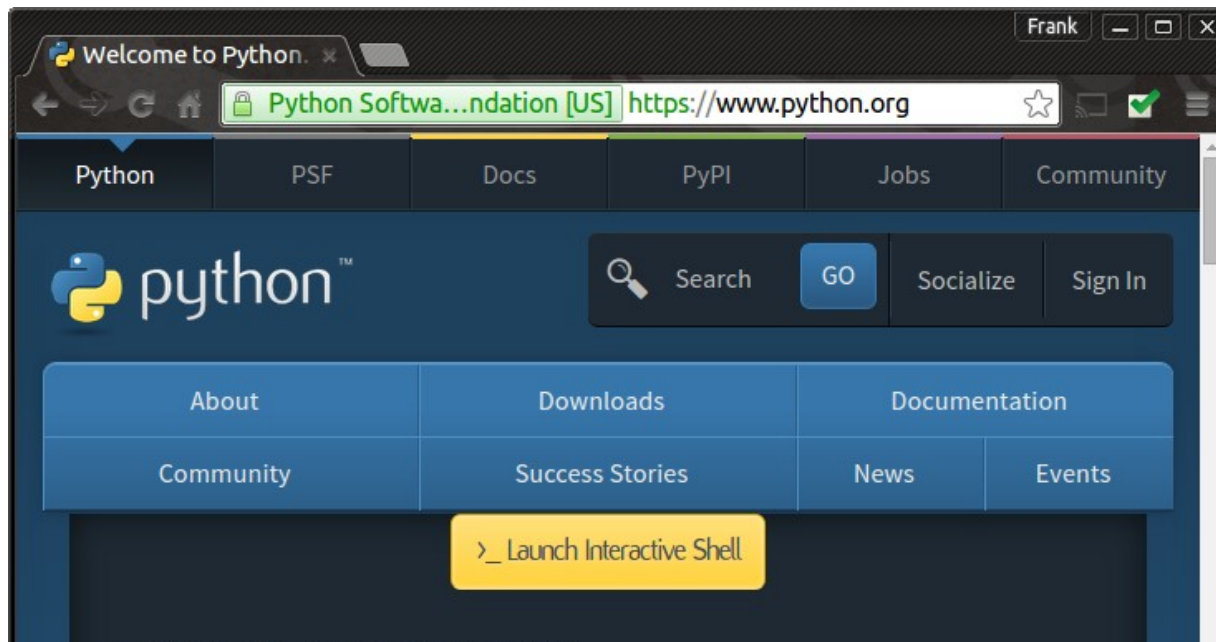 Frank
Welcome to Python.
Python Softwa...ndation [US] https://www.python.org
Python PSF Docs PyPI Jobs Community
python™ Search GO Socialize Sign In
About Downloads Documentation
Community Success Stories News Events
>_ Launch Interactive Shell